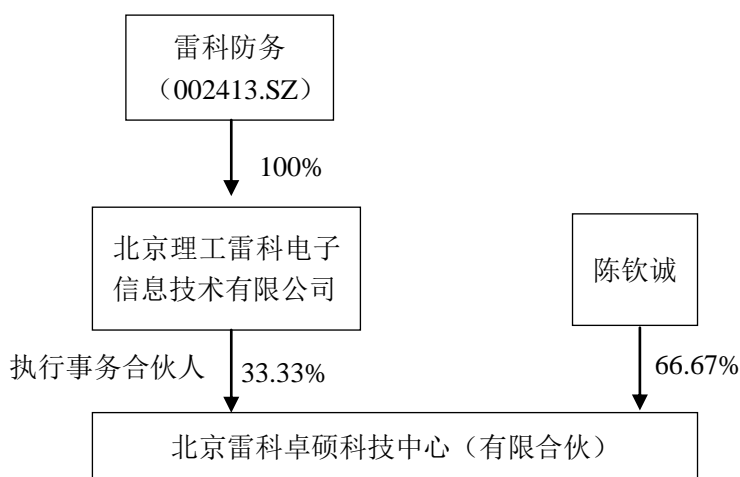 雷科防务
（002413.SZ）
100%
北京理工雷科电子
信息技术有限公司
陈钦诚
执行事务合伙人
33.33%
66.67%
北京雷科卓硕科技中心（有限合伙）